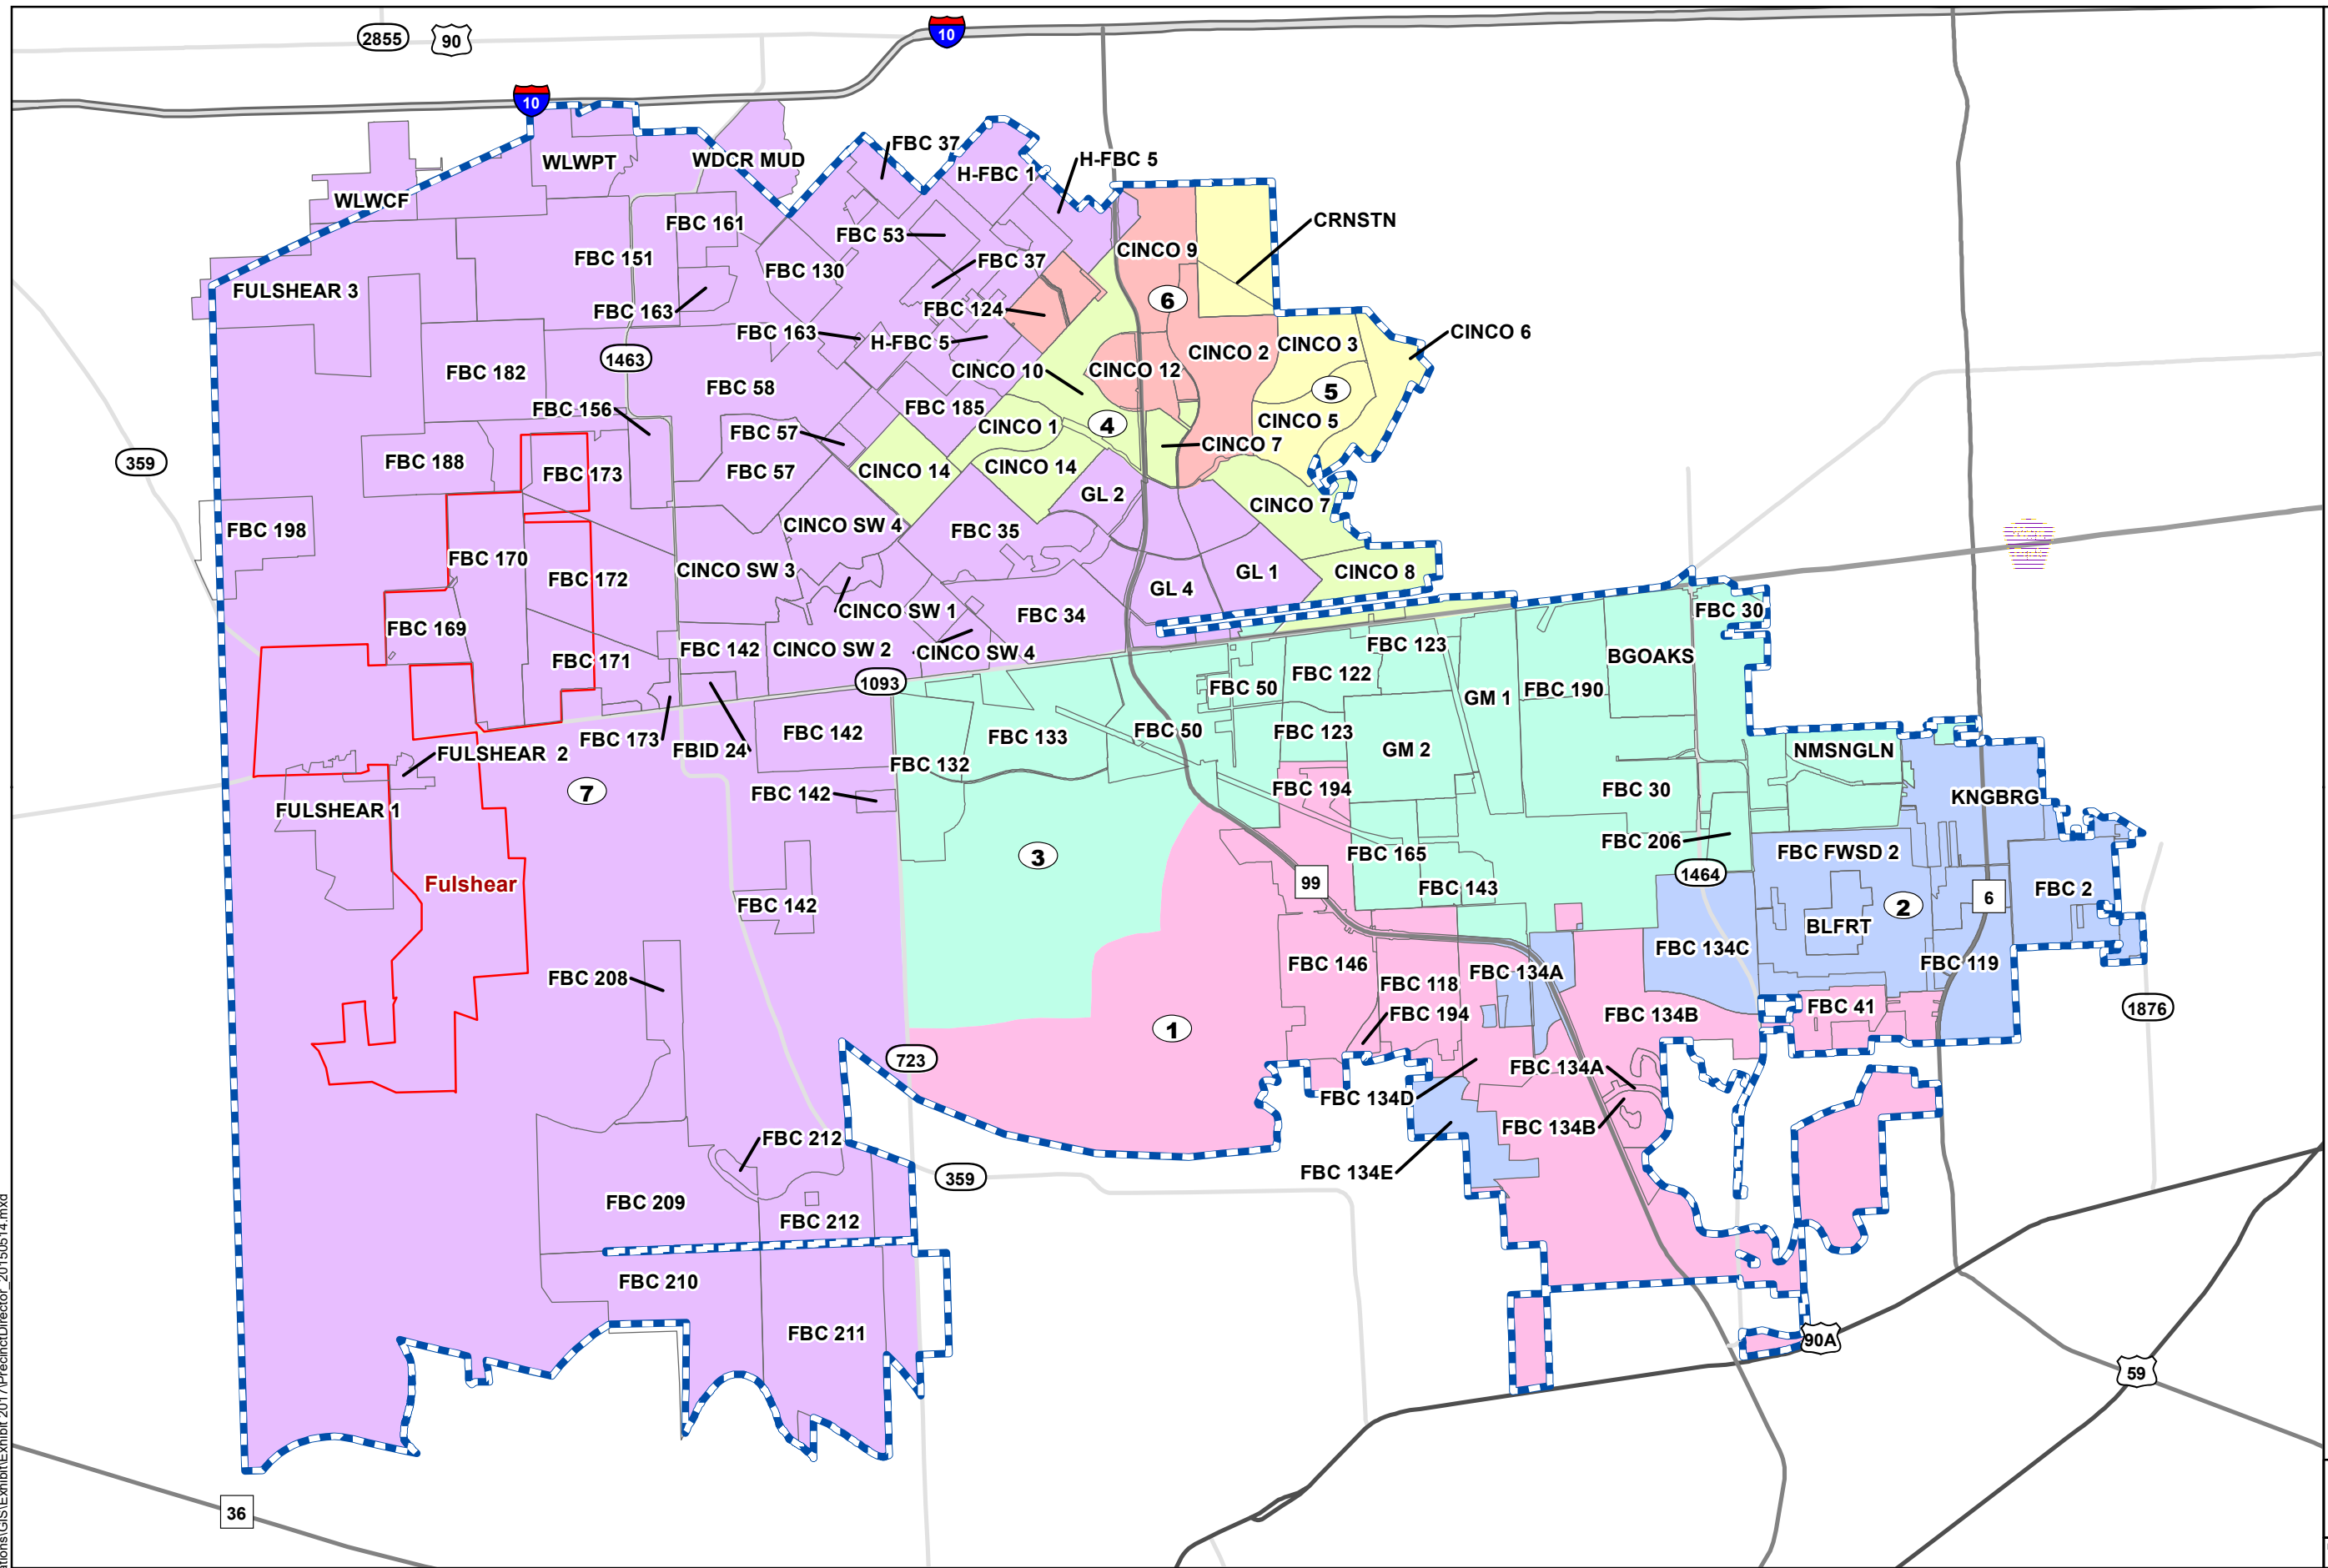 2855
90
10
10
FBC 37
H-FBC 5
WLWPT
WDCR MUD
H-FBC 1
WLWCF
CRNSTN
FBC 161
FBC 53
CINCO 9
FBC 151
FBC 130
FBC 37
FULSHEAR 3
6
FBC 163
FBC 124
FBC 163
H-FBC 5
CINCO 6
1463
CINCO 2
CINCO 3
FBC 182
CINCO 10
CINCO 12
FBC 58
5
FBC 156
FBC 185
CINCO 1
4
CINCO 5
FBC 57
CINCO 7
359
FBC 188
FBC 173
FBC 57
CINCO 14
CINCO 14
GL 2
CINCO 7
FBC 198
CINCO SW 4
FBC 35
FBC 170
FBC 172
CINCO SW 3
GL 1
CINCO 8
GL 4
CINCO SW 1
FBC 34
FBC 30
FBC 169
FBC 171
FBC 142
CINCO SW 2
CINCO SW 4
FBC 123
BGOAKS
1093
FBC 50
FBC 122
GM 1
FBC 190
FBC 173
FBID 24
FBC 142
FBC 133
FBC 50
FBC 123
GM 2
NMSNGLN
FULSHEAR 2
FBC 132
7
FBC 142
FBC 194
FBC 30
KNGBRG
FULSHEAR 1
3
FBC 165
FBC 206
FBC FWSD 2
Fulshear
99
FBC 143
1464
6
FBC 2
FBC 142
2
BLFRT
FBC 134C
FBC 208
FBC 146
FBC 134A
FBC 119
FBC 118
FBC 194
FBC 134B
FBC 41
1876
1
723
FBC 134A
FBC 134D
FBC 134B
FBC 212
FBC 134E
359
FBC 209
FBC 212
FBC 210
FBC 211
90A
59
36
ations\GIS\Exhibit\Exhibit 2017\PrecinctDirector_20150514.mxd